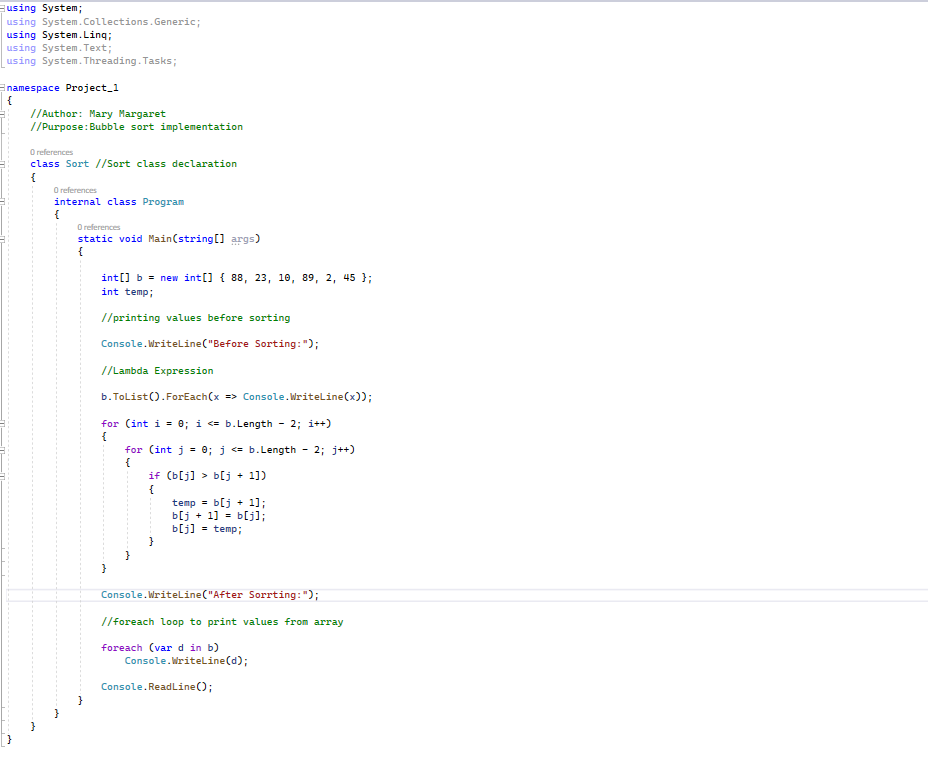 using System;
using System.Collections.Generic;
using System.Linq;
using System.Text;
using System.Threading.Tasks;
namespace Project_1
{
//Author: Mary Margaret
//Purpose:Bubble sort implementation
0 references
class Sort //Sort class declaration
{
0 references
internal class Program
{
0 references
static void Main(string[] args)
{
int[] b = new int[] { 88, 23, 10, 89, 2, 45 };
int temp;
//printing values before sorting
Console.WriteLine("Before Sorting:");
//Lambda Expression
b.ToList().ForEach(x => Console.WriteLine(x));
for (int i = 0; i <= b.Length - 2; i++)
{
for (int j = 0; j <= b.Length - 2; j++)
{
if (b[j] > b[j + 1])
{
temp = b[j + 1];
b[j + 1] = b[j];
b[j] = temp;
}
}
}
Console.WriteLine("After Sorrting:");
//foreach loop to print values from array
foreach (var d in b)
Console.WriteLine(d);
Console.ReadLine();
}
}
}
}